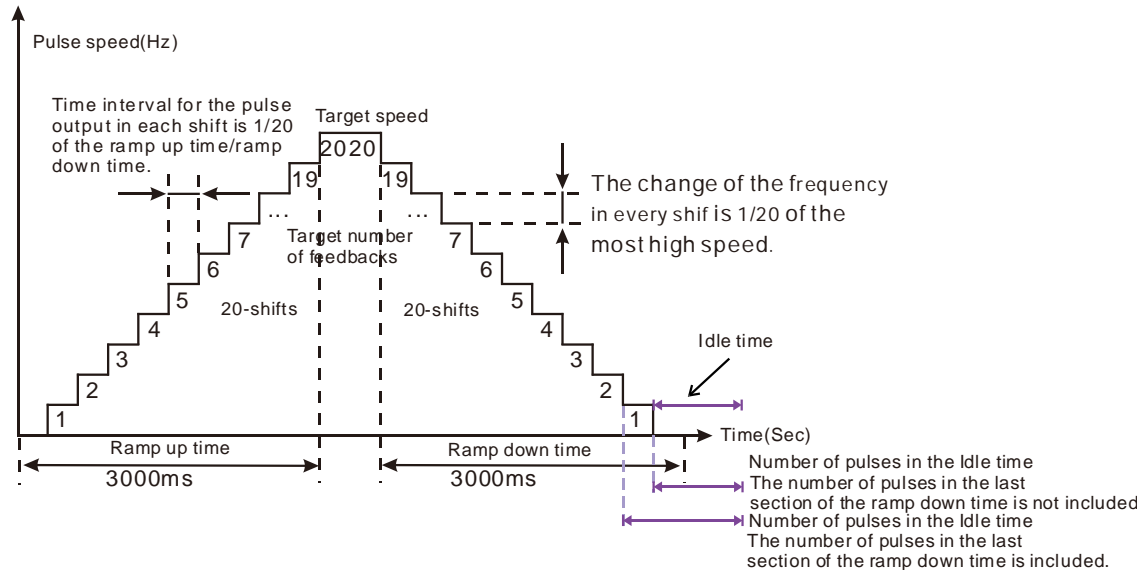 Pulse speed(Hz)
Time interval for the pulse
output in each shift is 1/20
of the ramp up time/ramp
down time.
Target speed
20 20
19
19
...
...
The change of the frequency
in every shif is 1/20 of the
most high speed.
7
7
Target number
of feedbacks
6
6
5
5
20-shifts
20-shifts
4
4
3
3
Idle time
2
2
1
1
Time(Sec)
Ramp up time
Ramp down time
3000ms
3000ms
Number of pulses in the Idle time
The number of pulses in the last
section of the ramp down time is not included
Number of pulses in the Idle time
The number of pulses in the last
section of the ramp down time is included.